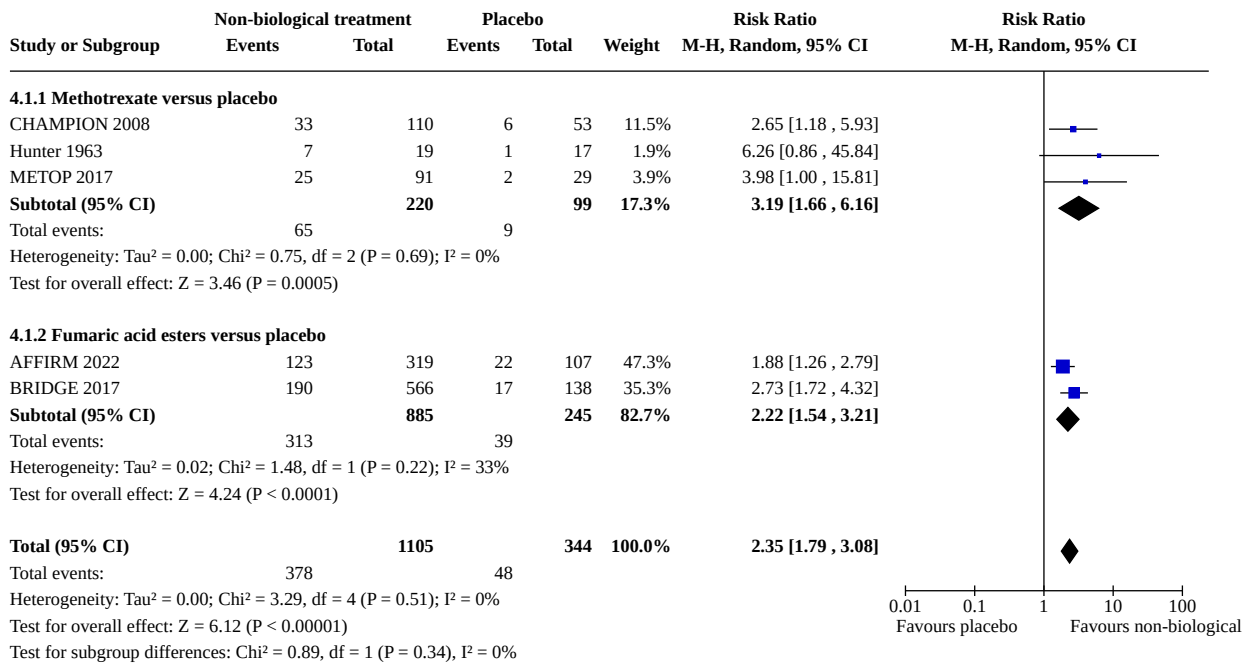 Non-biological treatment Placebo Risk Ratio Risk Ratio
Study or Subgroup Events Total Events Total Weight M-H, Random, 95% CI M-H, Random, 95% CI
4.1.1 Methotrexate versus placebo
CHAMPION 2008 33 110 6 53 11.5% 2.65 [1.18 , 5.93]
Hunter 1963 7 19 1 17 1.9% 6.26 [0.86 , 45.84]
METOP 2017 25 91 2 29 3.9% 3.98 [1.00 , 15.81]
Subtotal (95% CI) 220 99 17.3% 3.19 [1.66 , 6.16]
Total events: 65 9
Heterogeneity: Tau² = 0.00; Chi² = 0.75, df = 2 (P = 0.69); I² = 0%
Test for overall effect: Z = 3.46 (P = 0.0005)
4.1.2 Fumaric acid esters versus placebo
AFFIRM 2022 123 319 22 107 47.3% 1.88 [1.26 , 2.79]
BRIDGE 2017 190 566 17 138 35.3% 2.73 [1.72 , 4.32]
Subtotal (95% CI) 885 245 82.7% 2.22 [1.54 , 3.21]
Total events: 313 39
Heterogeneity: Tau² = 0.02; Chi² = 1.48, df = 1 (P = 0.22); I² = 33%
Test for overall effect: Z = 4.24 (P < 0.0001)
Total (95% CI) 1105 344 100.0% 2.35 [1.79 , 3.08]
Total events: 378 48
Heterogeneity: Tau² = 0.00; Chi² = 3.29, df = 4 (P = 0.51); I² = 0%
Test for overall effect: Z = 6.12 (P < 0.00001)
Test for subgroup differences: Chi² = 0.89, df = 1 (P = 0.34), I² = 0%
0.01 0.1 1 10 100
Favours placebo Favours non-biological